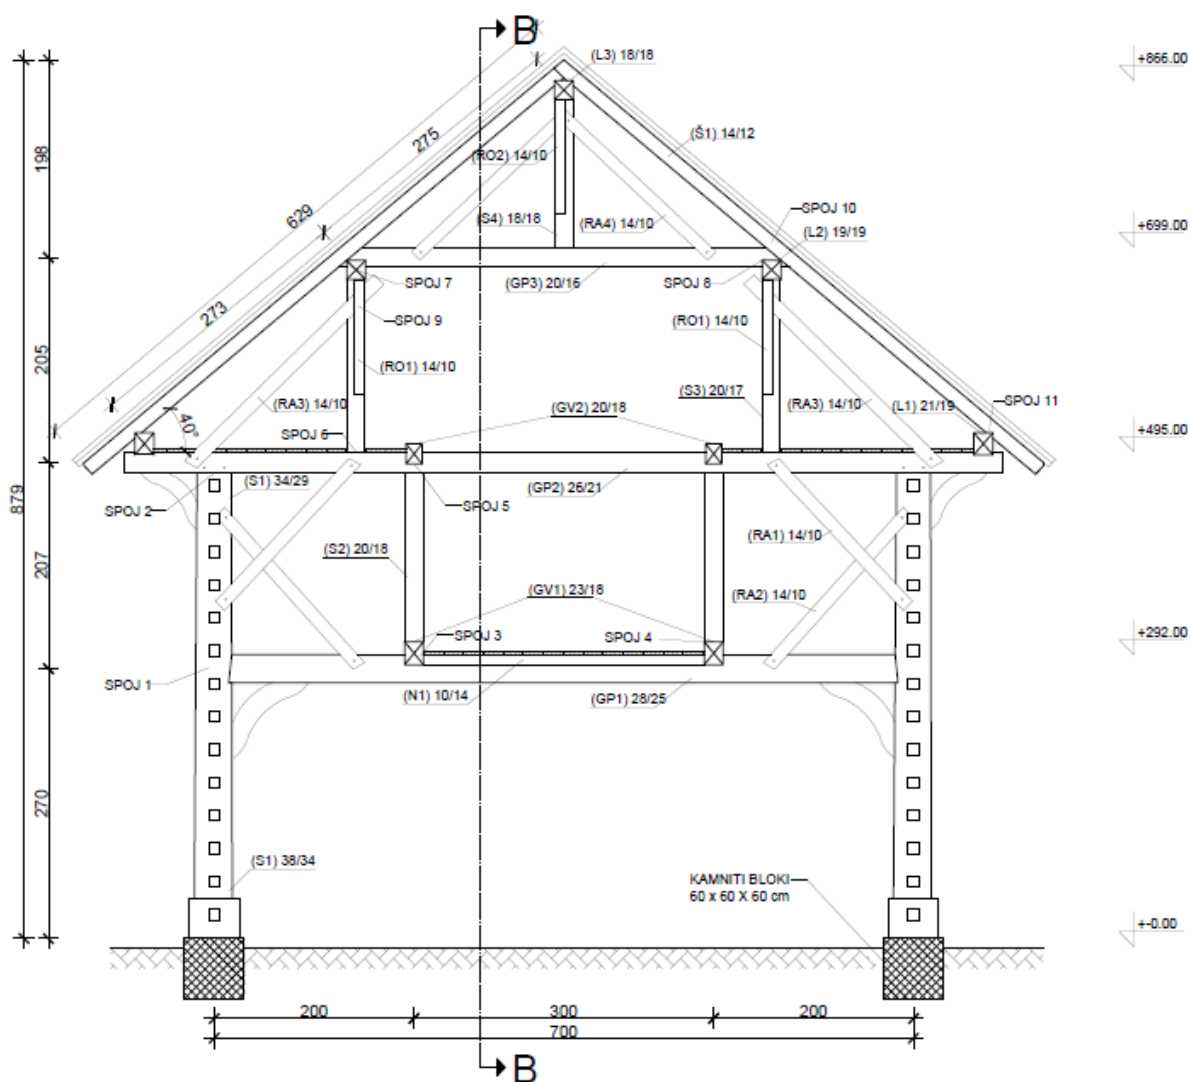 B
(L3) 18/18
+866.00
275
198
(RO2) 14/10
(Š1) 14/12
629
(S4) 18/18
(RA4) 14/10
SPOJ 10
(L2) 19/19
+699.00
SPOJ 7
(GP3) 20/16
SPOJ 8
273
SPOJ 9
(RO1) 14/10
205
(RO1) 14/10
(RA3) 14/10
(GV2) 20/18
(S3) 20/17
(RA3) 14/10
(L1) 21/19
SPOJ 11
40°
SPOJ 6
+495.00
879
(S1) 34/29
(GP2) 26/21
SPOJ 2
SPOJ 5
207
(S2) 20/18
(RA1) 14/10
(GV1) 23/18
(RA2) 14/10
SPOJ 3
SPOJ 4
+292.00
SPOJ 1
(N1) 10/14
(GP1) 28/25
270
(S1) 38/34
KAMNITI BLOKI
60 x 60 X 60 cm
+-0.00
200
300
200
700
B